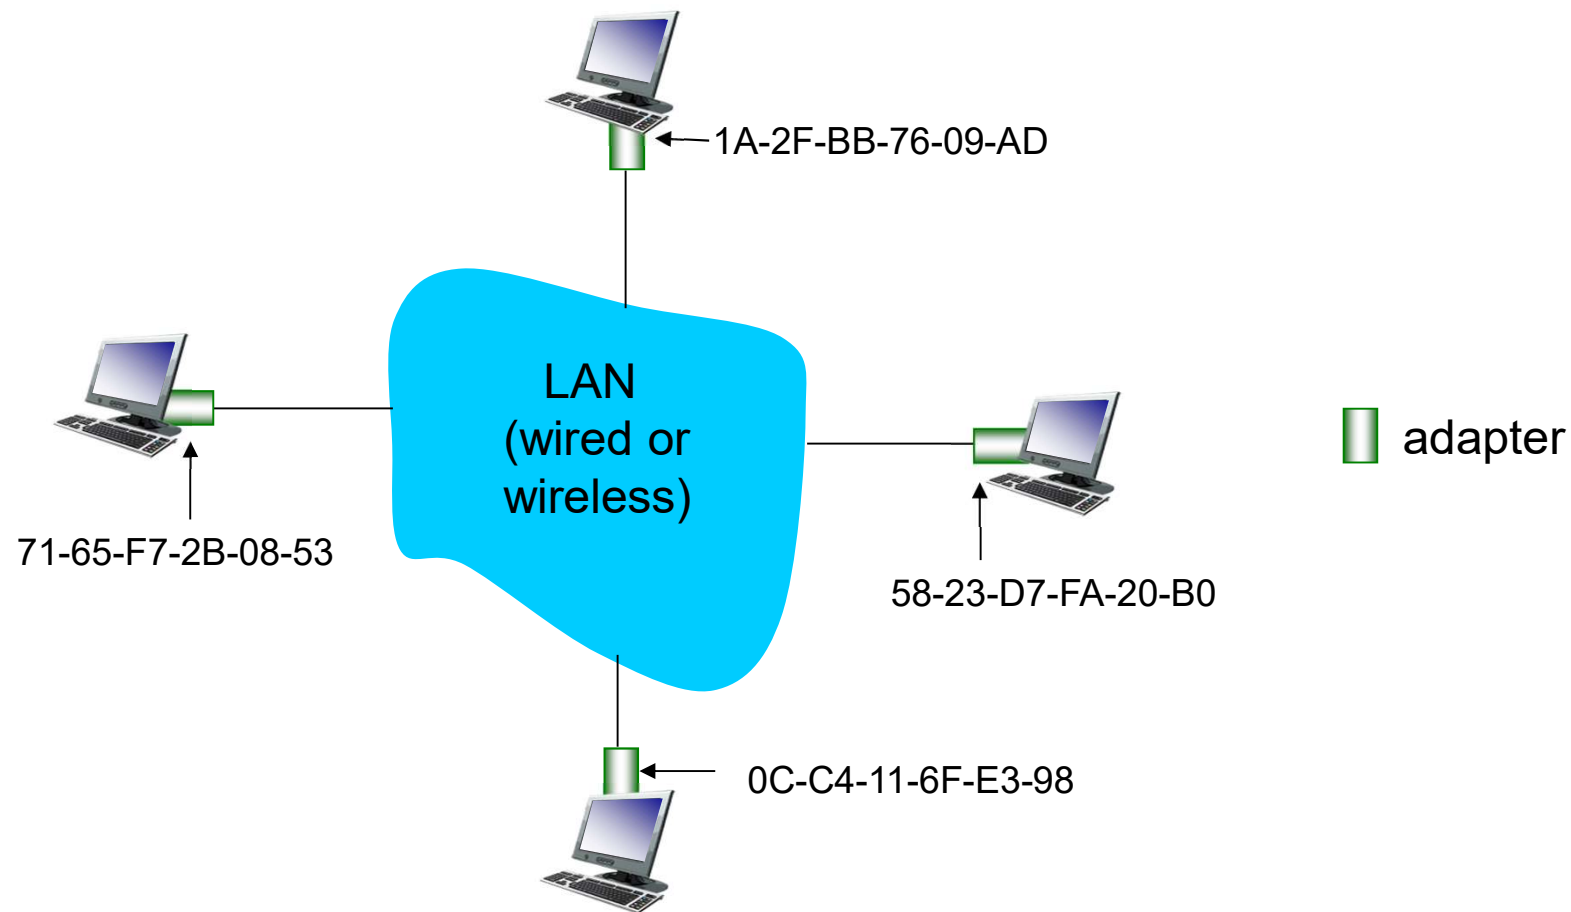 1A-2F-BB-76-09-AD
LAN
(wired or
wireless)
adapter
71-65-F7-2B-08-53
58-23-D7-FA-20-B0
0C-C4-11-6F-E3-98